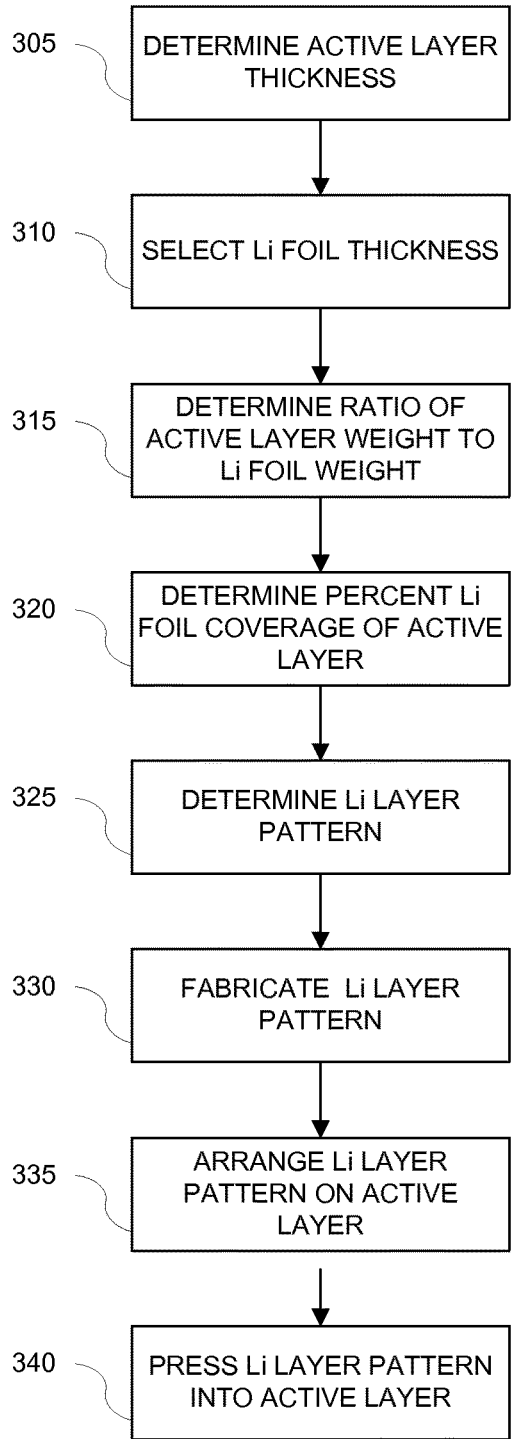 305
DETERMINE ACTIVE LAYER
THICKNESS
310
SELECT Li FOIL THICKNESS
315
DETERMINE RATIO OF
ACTIVE LAYER WEIGHT TO
Li FOIL WEIGHT
320
DETERMINE PERCENT Li
FOIL COVERAGE OF ACTIVE
LAYER
325
DETERMINE Li LAYER
PATTERN
330
FABRICATE Li LAYER
PATTERN
335
ARRANGE Li LAYER
PATTERN ON ACTIVE
LAYER
340
PRESS Li LAYER PATTERN
INTO ACTIVE LAYER